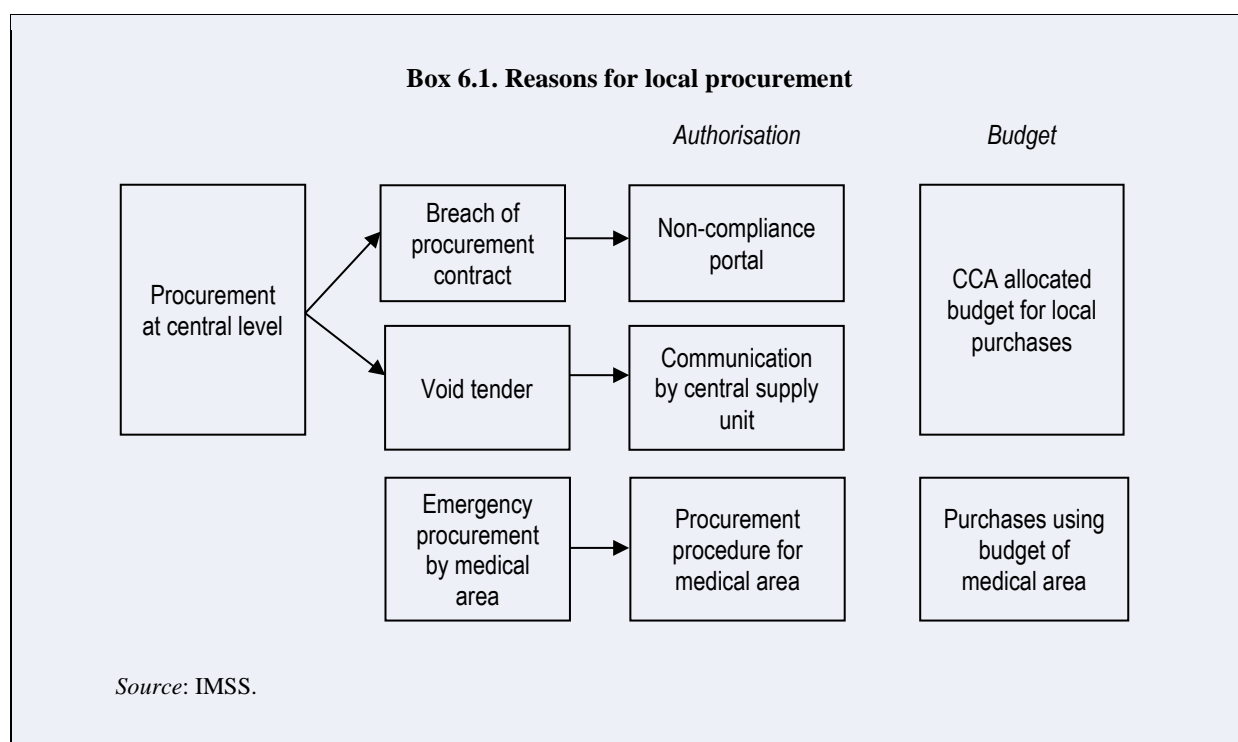 Box 6.1. Reasons for local procurement
Authorisation
Budget
Procurement
at central level
Breach of
procurement
contract
Non-compliance
portal
CCA allocated
budget for local
purchases
Void tender
Communication
by central supply
unit
Emergency
procurement
by medical
area
Procurement
procedure for
medical area
Purchases using
budget of
medical area
Source: IMSS.